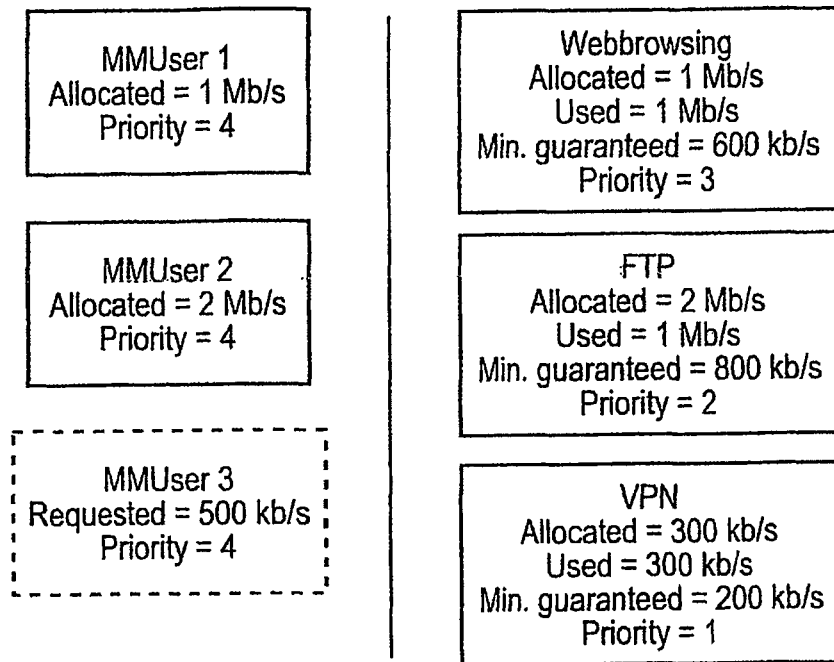 MMUser 1
Allocated = 1 Mb/s
Priority = 4
MMUser 2
Allocated = 2 Mb/s
Priority = 4
MMUser 3
Requested = 500 kb/s
Priority = 4
Webbrowsing
Allocated = 1 Mb/s
Used = 1 Mb/s
Min. guaranteed = 600 kb/s
Priority = 3
FTP
Allocated = 2 Mb/s
Used = 1 Mb/s
Min. guaranteed = 800 kb/s
Priority = 2
VPN
Allocated = 300 kb/s
Used = 300 kb/s
Min. guaranteed = 200 kb/s
Priority = 1